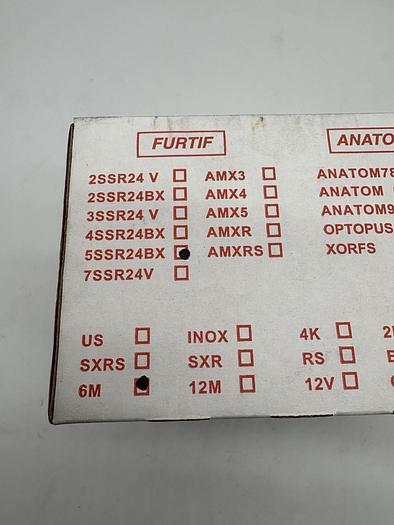 FURTIF ANATO
2SSR24 V AMX3 ANATOM78
2SSR24BX AMX4 ANATOM
3SSR24 V AMX5 ANATOM9
4SSR24BX AMXR OPTOPUS
5SSR24BX AMXRS XORFS
7SSR24V
US INOX 4K
SXRS SXR RS
6M 12M 12V